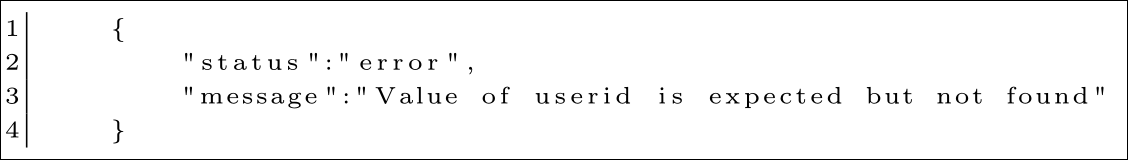 1 {
2 "status":"error",
3 "message":"Value of userid is expected but not found"
4 }